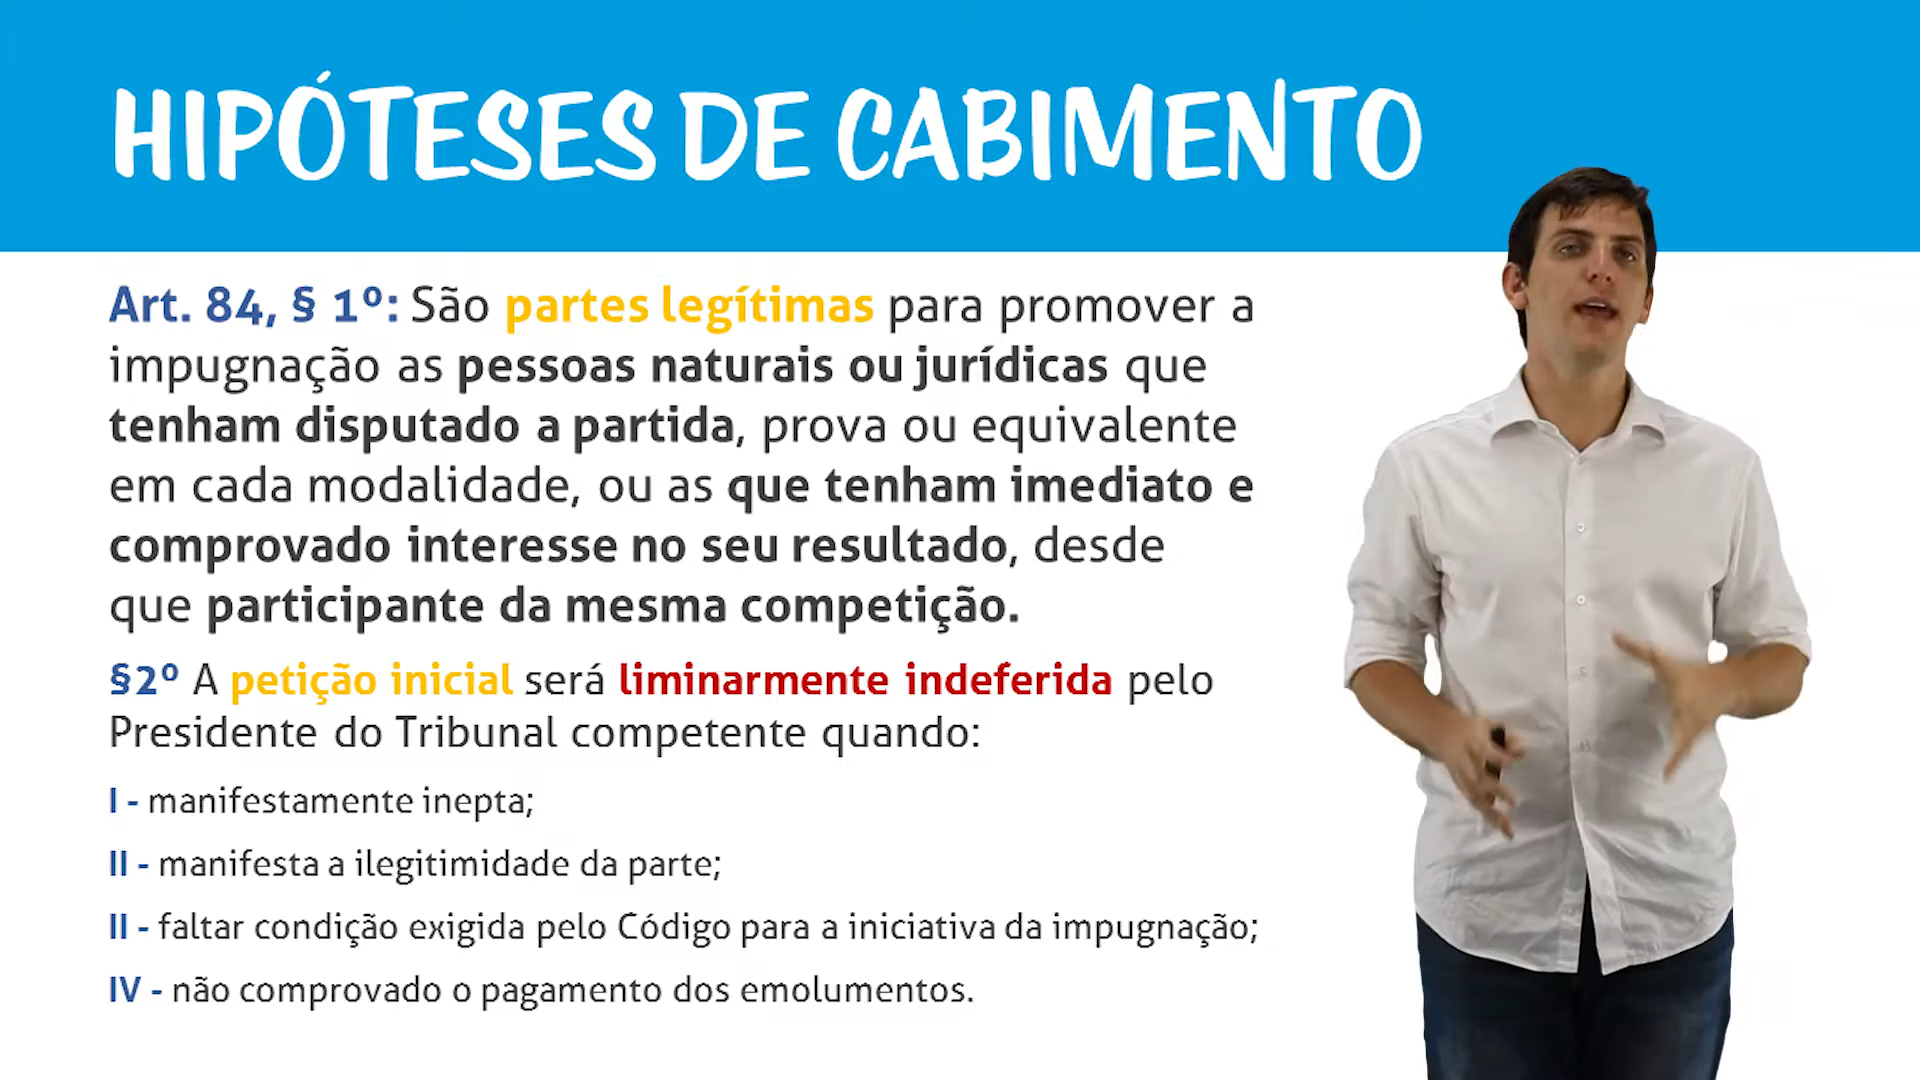 HIPÓTESES DE CABIMENTO
Art. 84, § 1º: São partes legítimas para promover a
impugnação as pessoas naturais ou jurídicas que
tenham disputado a partida, prova ou equivalente
em cada modalidade, ou as que tenham imediato e
comprovado interesse no seu resultado, desde
que participante da mesma competição.
§2º A petição inicial será liminarmente indeferida pelo
Presidente do Tribunal competente quando:
I - manifestamente inepta;
II - manifesta a ilegitimidade da parte;
II - faltar condição exigida pelo Código para a iniciativa da impugnação;
IV - não comprovado o pagamento dos emolumentos.